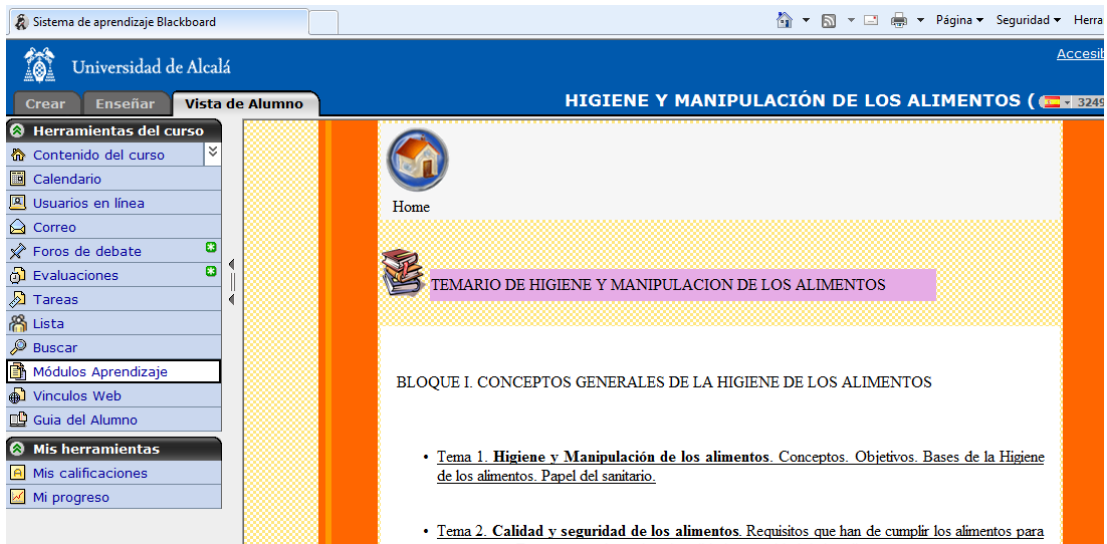 Sistema de aprendizaje Blackboard
Página
Seguridad
Universidad de Alcalá
Crear
Enseñar
Vista de Alumno
HIGIENE Y MANIPULACIÓN DE LOS ALIMENTOS (
Herramientas del curso
Contenido del curso
Calendario
Usuarios en línea
Correo
Foros de debate
Evaluaciones
Tareas
Lista
Buscar
Módulos Aprendizaje
Vinculos Web
Guia del Alumno
Mis herramientas
Mis calificaciones
Mi progreso
Home
TEMARIO DE HIGIENE Y MANIPULACION DE LOS ALIMENTOS
BLOQUE I. CONCEPTOS GENERALES DE LA HIGIENE DE LOS ALIMENTOS
• Tema 1. Higiene y Manipulación de los alimentos. Conceptos. Objetivos. Bases de la Higiene
de los alimentos. Papel del sanitario.
• Tema 2. Calidad y seguridad de los alimentos. Requisitos que han de cumplir los alimentos para